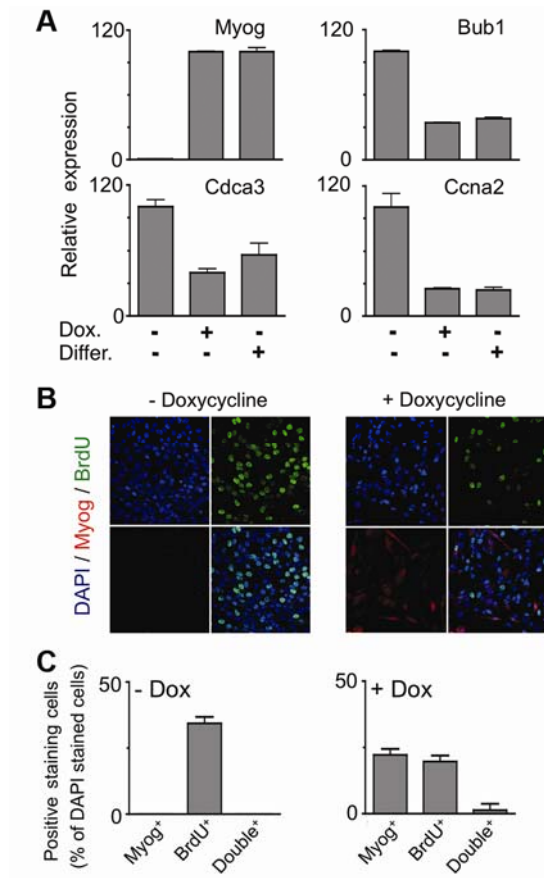 A
Myog
Bub1
120
120
0
0
Relative expression
Cdca3
Ccna2
120
120
0
0
Dox. - + - - + -
Differ. - - + - - +
B
- Doxycycline
+ Doxycycline
DAPI / Myog / BrdU
C
Positive staining cells
(% of DAPI stained cells)
50
- Dox
50
+ Dox
0
0
Myog+ BrdU+ Double+
Myog+ BrdU+ Double+